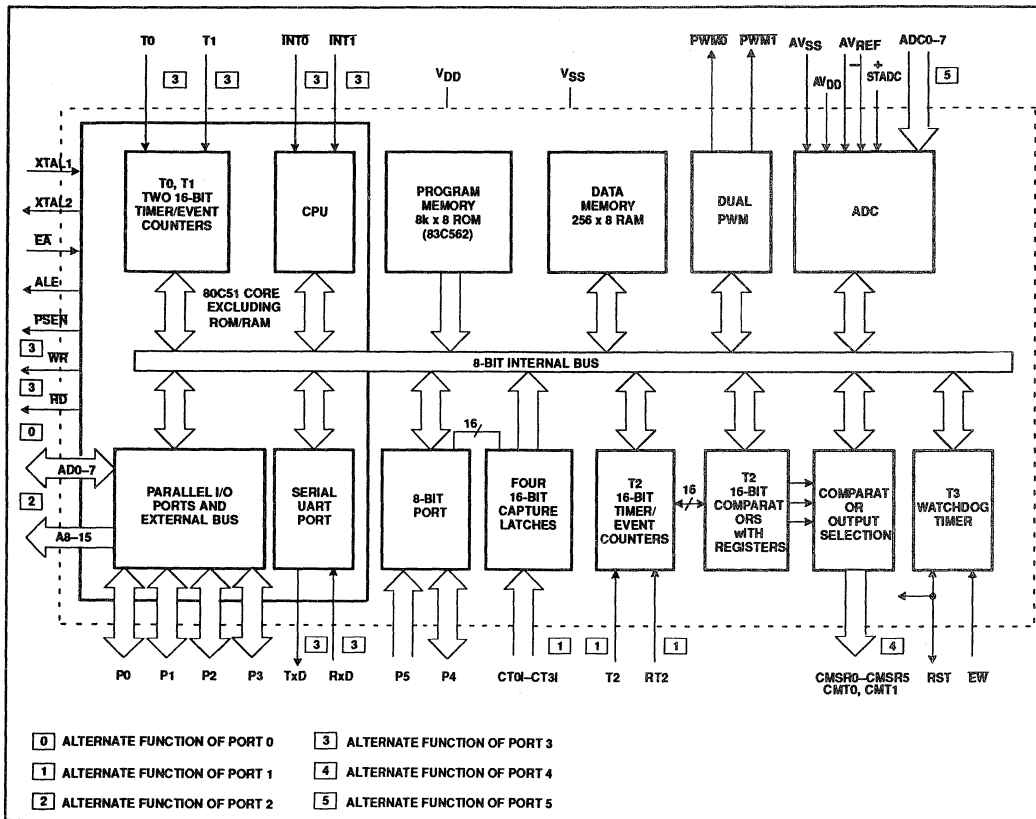 T0 T1 INT0 INT1 PWM0 PWM1 AVSS AVREF ADC0–7
3 3 3 3 VDD VSS AVDD – + STADC 5
XTAL1
XTAL2
EA
ALE
PSEN
3 WR
3 RD
0
AD0–7
2
A8–15
T0, T1
TWO 16-BIT
TIMER/EVENT
COUNTERS
CPU
PROGRAM
MEMORY
8k x 8 ROM
(83C562)
DATA
MEMORY
256 x 8 RAM
DUAL
PWM
ADC
80C51 CORE
EXCLUDING
ROM/RAM
8-BIT INTERNAL BUS
PARALLEL I/O
PORTS AND
EXTERNAL BUS
SERIAL
UART
PORT
8-BIT
PORT
16
FOUR
16-BIT
CAPTURE
LATCHES
T2
16-BIT
TIMER/
EVENT
COUNTERS
16
T2
16-BIT
COMPARAT
ORS
wITH
REGISTERS
COMPARAT
OR
OUTPUT
SELECTION
T3
WATCHDOG
TIMER
3 3 1 1 1 4
P0 P1 P2 P3 TxD RxD P5 P4 CT0I–CT3I T2 RT2 CMSR0–CMSR5 RST EW
CMT0, CMT1
0 ALTERNATE FUNCTION OF PORT 0
1 ALTERNATE FUNCTION OF PORT 1
2 ALTERNATE FUNCTION OF PORT 2
3 ALTERNATE FUNCTION OF PORT 3
4 ALTERNATE FUNCTION OF PORT 4
5 ALTERNATE FUNCTION OF PORT 5